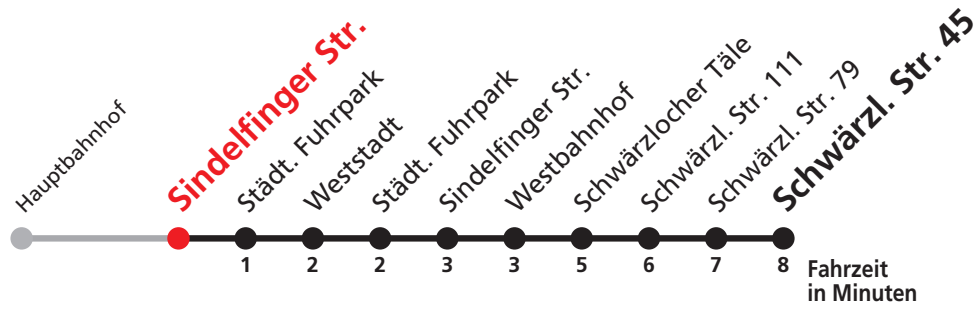 Hauptbahnhof
Sindelfinger Str.
Städt. Fuhrpark
Weststadt
Städt. Fuhrpark
Sindelfinger Str.
Westbahnhof
Schwärzlocher Täle
Schwärzl. Str. 111
Schwärzl. Str. 79
Schwärzl. Str. 45
1 2 2 3 3 5 6 7 8
Fahrzeit
in Minuten